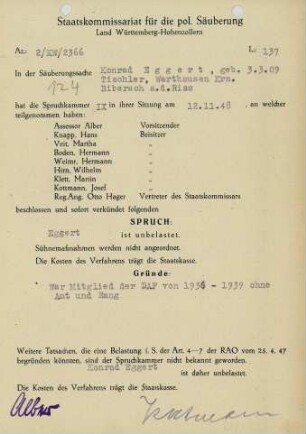 Staatskommissariat für die pol. Säuberung
Land Württemberg-Hohenzollern
Az: 2/KW/2366
L: 137
In der Säuberungssache Konrad Eggert, geb. 3.3.09
Tischler, Warthausen Krs.
Biberach a.d.Riss
124
hat die Spruchkammer IX in ihrer Sitzung am 12.11.48 an welcher
teilgenommen haben:
Assessor Alber Vorsitzender
Knapp, Hans Beisitzer
Veit, Martha "
Boden, Hermann "
Weimr, Hermann "
Hirn, Wilhelm "
Klett, Martin "
Kottmann, Josef "
Reg.Ang. Otto Hager Vertreter des Staatskommissars
beschlossen und sofort verkündet folgenden
SPRUCH:
Eggert
ist unbelastet.
Sühnemaßnahmen werden nicht angeordnet.
Die Kosten des Verfahrens trägt die Staatskasse.
Gründe:
War Mitglied der DAF von 1936 - 1939 ohne
Amt und Rang
Weitere Tatsachen, die eine Belastung i. S. der Art. 4-7 der RAO vom 25. 4. 47
begründen könnten, sind der Spruchkammer nicht bekannt geworden.
Konrad Eggert
ist daher unbelastet.
Die Kosten des Verfahrens trägt die Staatskasse.
Alber